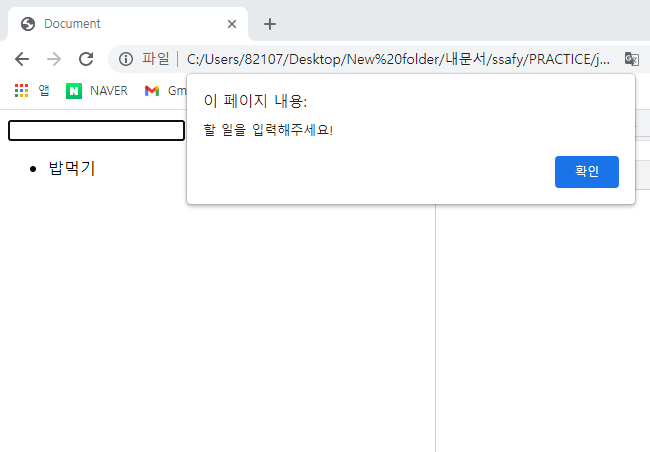 Document
파일 C:/Users/82107/Desktop/New%20folder/내문서/ssafy/PRACTICE/j...
앱 NAVER Gm
이 페이지 내용:
할 일을 입력해주세요!
확인
밥먹기